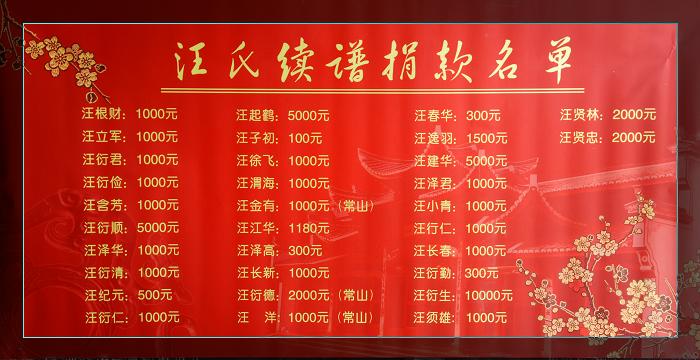 汪氏续谱捐款名单
汪根财：1000元
汪立军：1000元
汪衍君：1000元
汪衍俭：1000元
汪含芳：1000元
汪衍顺：5000元
汪泽华：1000元
汪衍清：1000元
汪纪元：500元
汪衍仁：1000元
汪起鹤：5000元
汪子初：100元
汪徐飞：1000元
汪渭海：1000元
汪金有：1000元（常山）
汪江华：1180元
汪泽高：300元
汪长新：1000元
汪衍德：2000元（常山）
汪　洋：1000元（常山）
汪春华：300元
汪逸羽：1500元
汪建华：5000元
汪泽君：1000元
汪小青：1000元
汪行仁：1000元
汪长春：1000元
汪衍勤：300元
汪衍生：10000元
汪须雄：1000元
汪贤林：2000元
汪贤忠：2000元